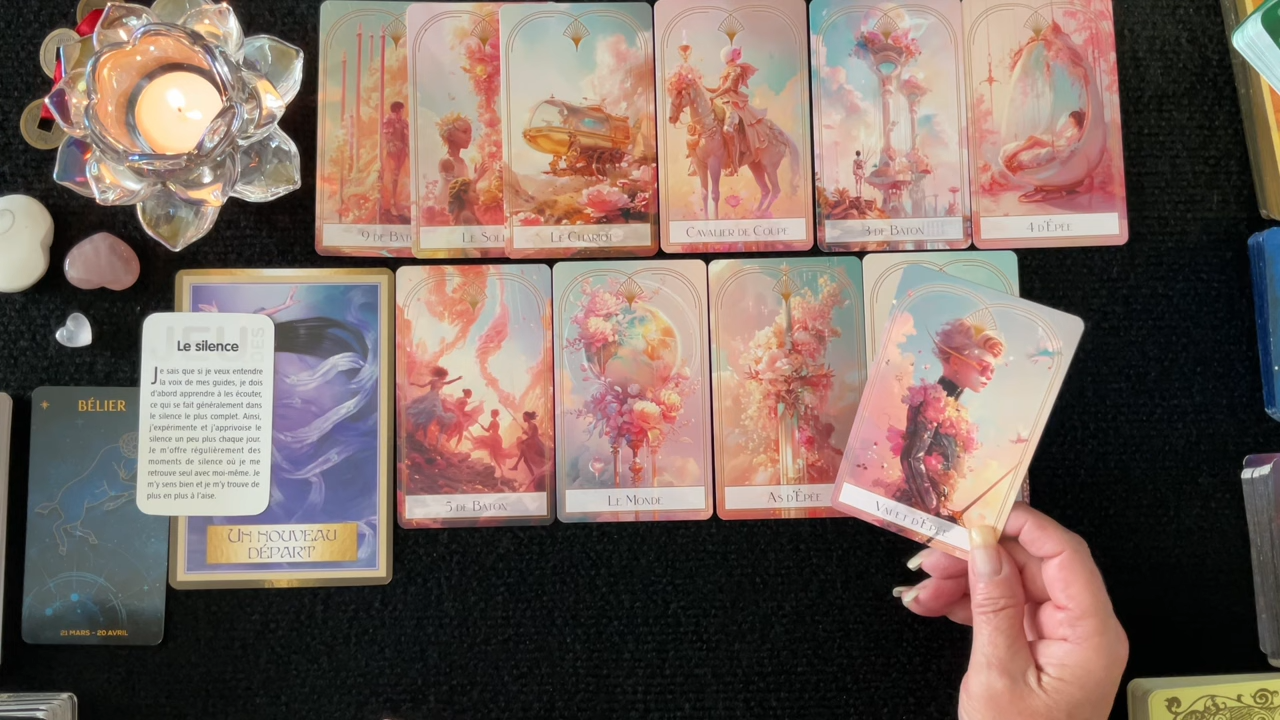 9 de Bat
Le Sol
Le Chariot
Cavalier de Coupe
3 de Baton
4 d'Épée
Le silence
Je sais que si je veux entendre
la voix de mes guides, je dois
d'abord apprendre à les écouter,
ce qui se fait généralement dans
le silence le plus complet. Ainsi,
j'expérimente et j'apprivoise le
silence un peu plus chaque jour.
Je m'offre régulièrement des
moments de silence où je me
retrouve seul avec moi-même. Je
m'y sens bien et je m'y trouve de
plus en plus à l'aise.
BÉLIER
21 MARS - 20 AVRIL
UN NOUVEAU
DÉPART
5 de Baton
Le Monde
As d'Épée
Valet d'Épée